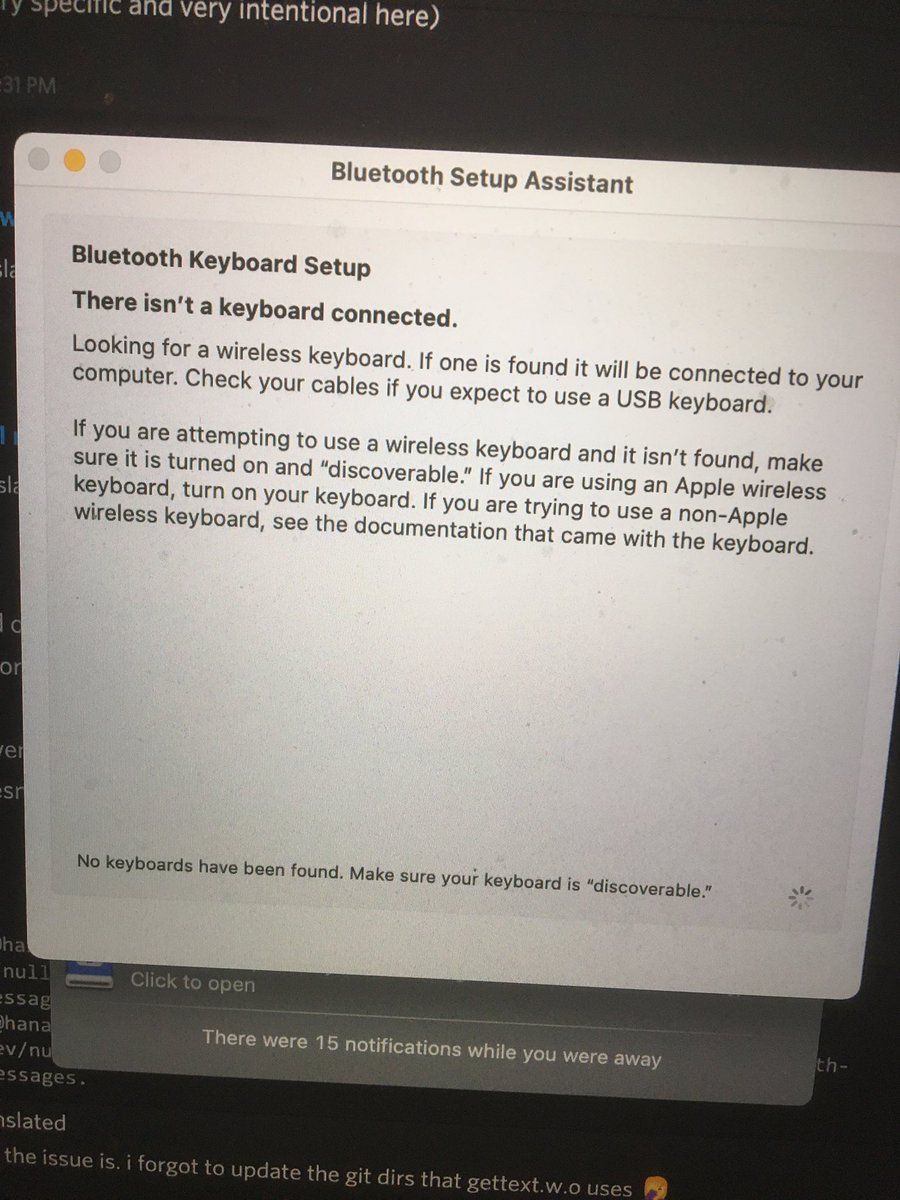 specific and very intentional here)
31 PM
Bluetooth Setup Assistant
Bluetooth Keyboard Setup
There isn't a keyboard connected.
Looking for a wireless keyboard. If one is found it will be connected to your
computer. Check your cables if you expect to use a USB keyboard.
If you are attempting to use a wireless keyboard and it isn't found, make
sure it is turned on and “discoverable.” If you are using an Apple wireless
keyboard, turn on your keyboard. If you are trying to use a non-Apple
wireless keyboard, see the documentation that came with the keyboard.
No keyboards have been found. Make sure your keyboard is “discoverable.”
Click to open
There were 15 notifications while you were away
null
essag
@hana
ev/nu
th-
essages.
nslated
the issue is. i forgot to update the git dirs that gettext.w.o uses 🤦